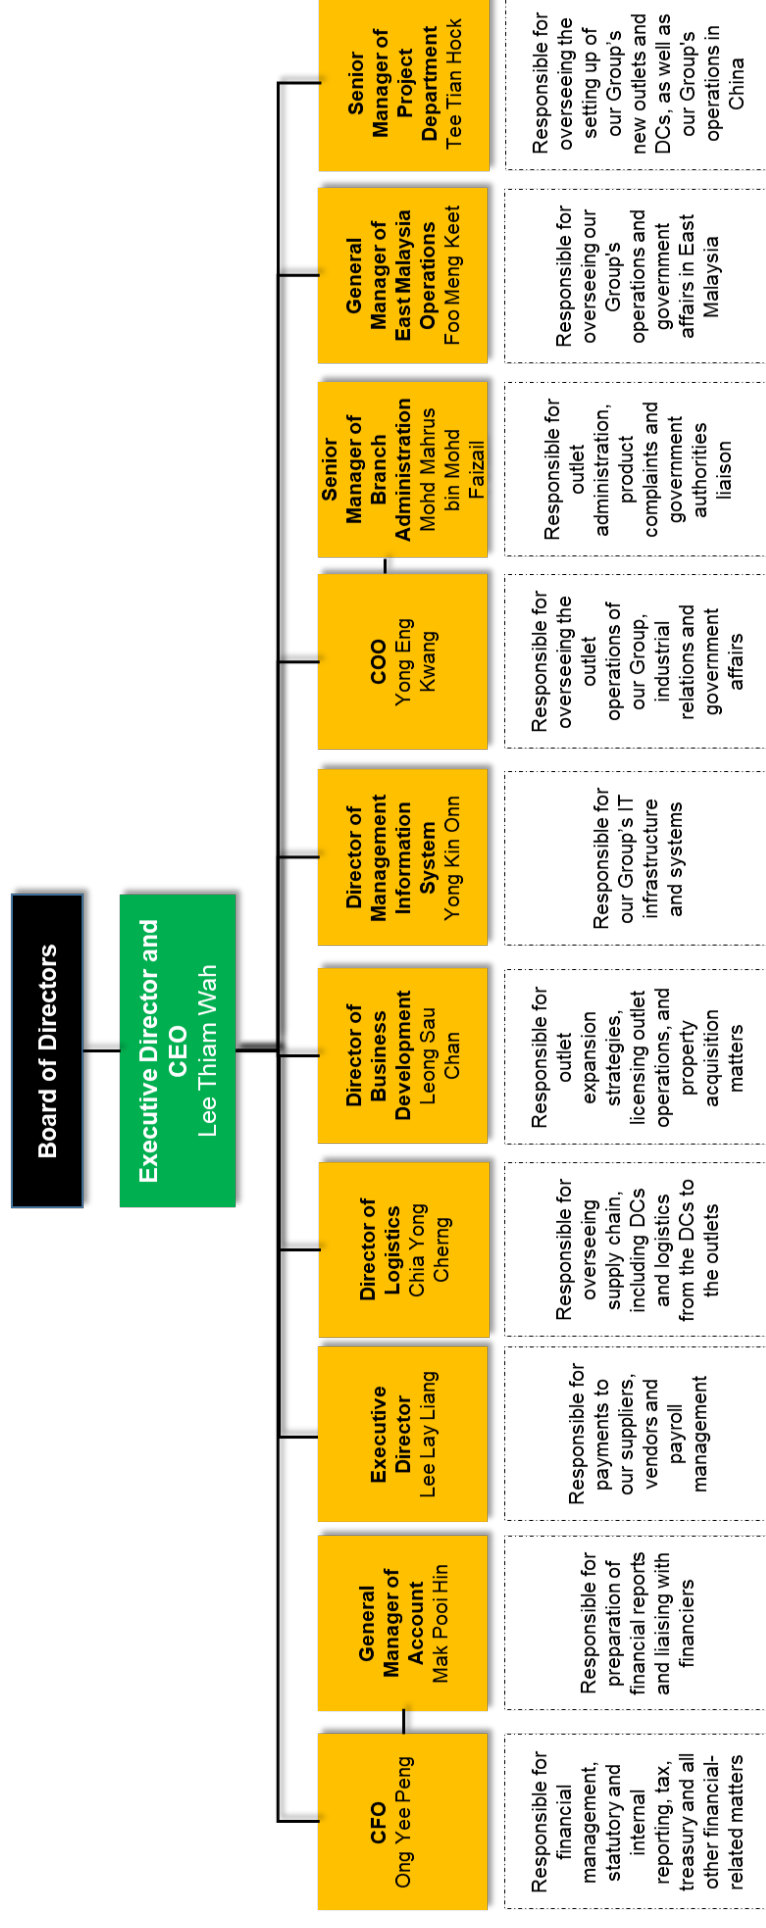 Board of Directors
Executive Director and
CEO
Lee Thiam Wah
CFO
Ong Yee Peng
General
Manager of
Account
Mak Pooi Hin
Executive
Director
Lee Lay Liang
Director of
Logistics
Chia Yong
Cherng
Director of
Business
Development
Leong Sau
Chan
Director of
Management
Information
System
Yong Kin Onn
COO
Yong Eng
Kwang
Senior
Manager of
Branch
Administration
Mohd Mahrus
bin Mohd
Faizail
General
Manager of
East Malaysia
Operations
Foo Meng Keet
Senior
Manager of
Project
Department
Tee Tian Hock
Responsible for
financial
management,
statutory and
internal
reporting, tax,
treasury and all
other financial-
related matters
Responsible for
preparation of
financial reports
and liaising with
financiers
Responsible for
payments to
our suppliers,
vendors and
payroll
management
Responsible for
overseeing
supply chain,
including DCs
and logistics
from the DCs to
the outlets
Responsible for
outlet
expansion
strategies,
licensing outlet
operations, and
property
acquisition
matters
Responsible for
our Group's IT
infrastructure
and systems
Responsible for
overseeing the
outlet
operations of
our Group,
industrial
relations and
government
affairs
Responsible for
outlet
administration,
product
complaints and
government
authorities
liaison
Responsible for
overseeing our
Group's
operations and
government
affairs in East
Malaysia
Responsible for
overseeing the
setting up of
our Group's
new outlets and
DCs, as well as
our Group's
operations in
China